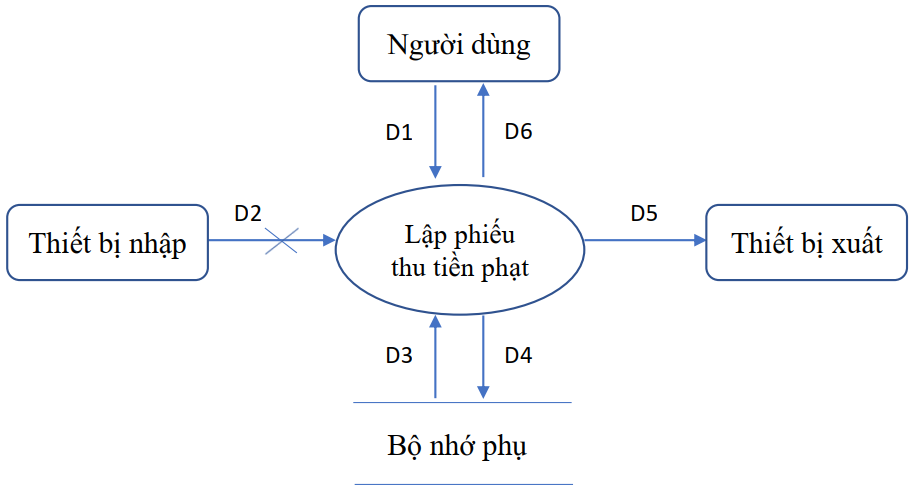 Người dùng
D1
D6
D2
D5
Thiết bị nhập
Lập phiếu
thu tiền phạt
Thiết bị xuất
D3
D4
Bộ nhớ phụ